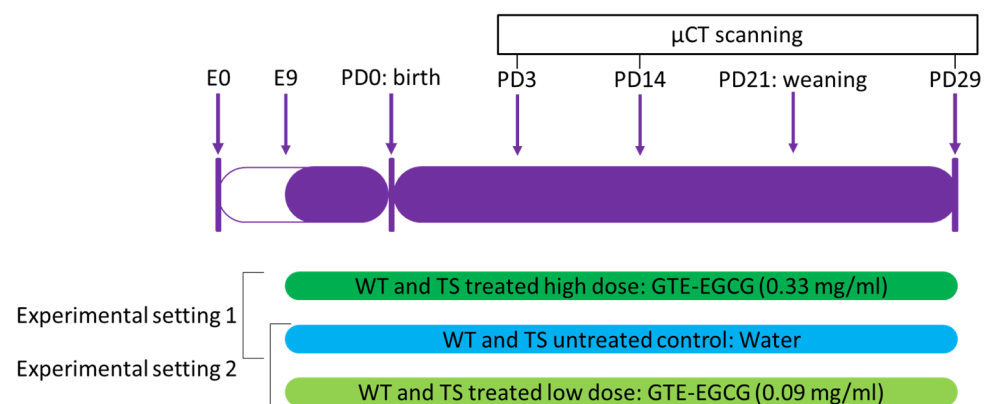 µCT scanning
E0 E9 PD0: birth PD3 PD14 PD21: weaning PD29
WT and TS treated high dose: GTE-EGCG (0.33 mg/ml)
Experimental setting 1
WT and TS untreated control: Water
Experimental setting 2
WT and TS treated low dose: GTE-EGCG (0.09 mg/ml)